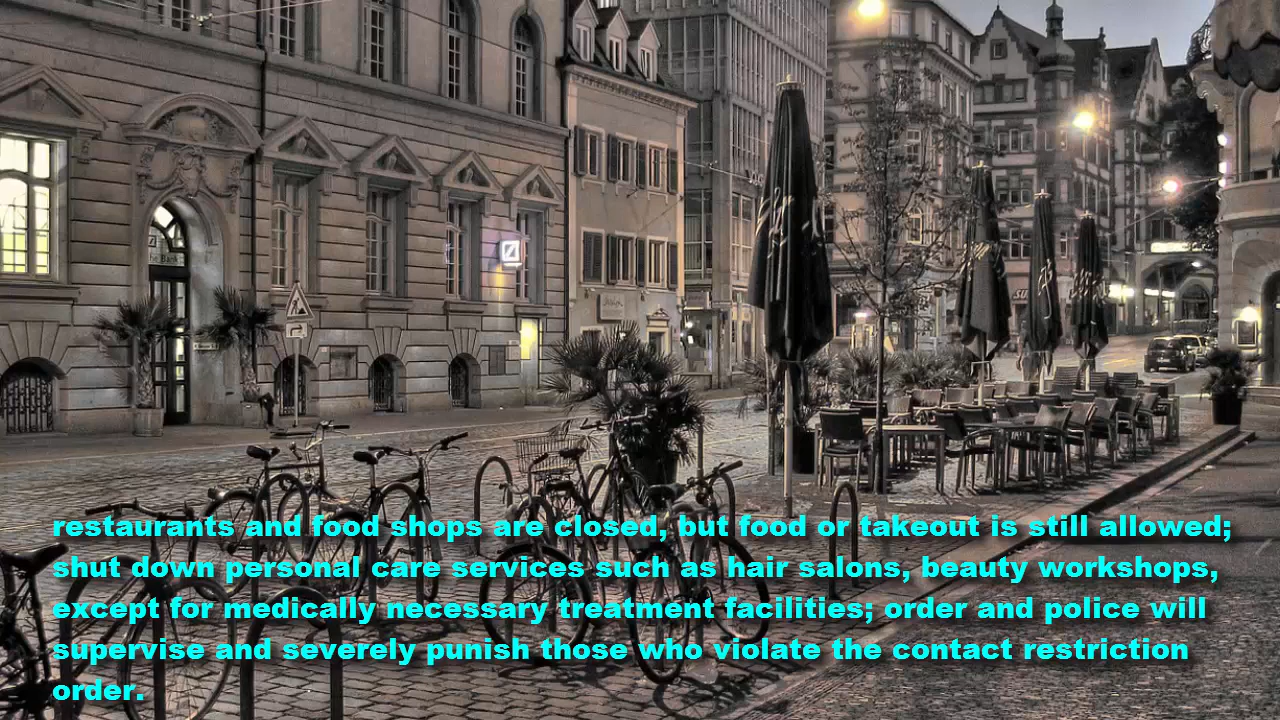 he Bank
restaurants and food shops are closed, but food or takeout is still allowed;
shut down personal care services such as hair salons, beauty workshops,
except for medically necessary treatment facilities; order and police will
supervise and severely punish those who violate the contact restriction
order.